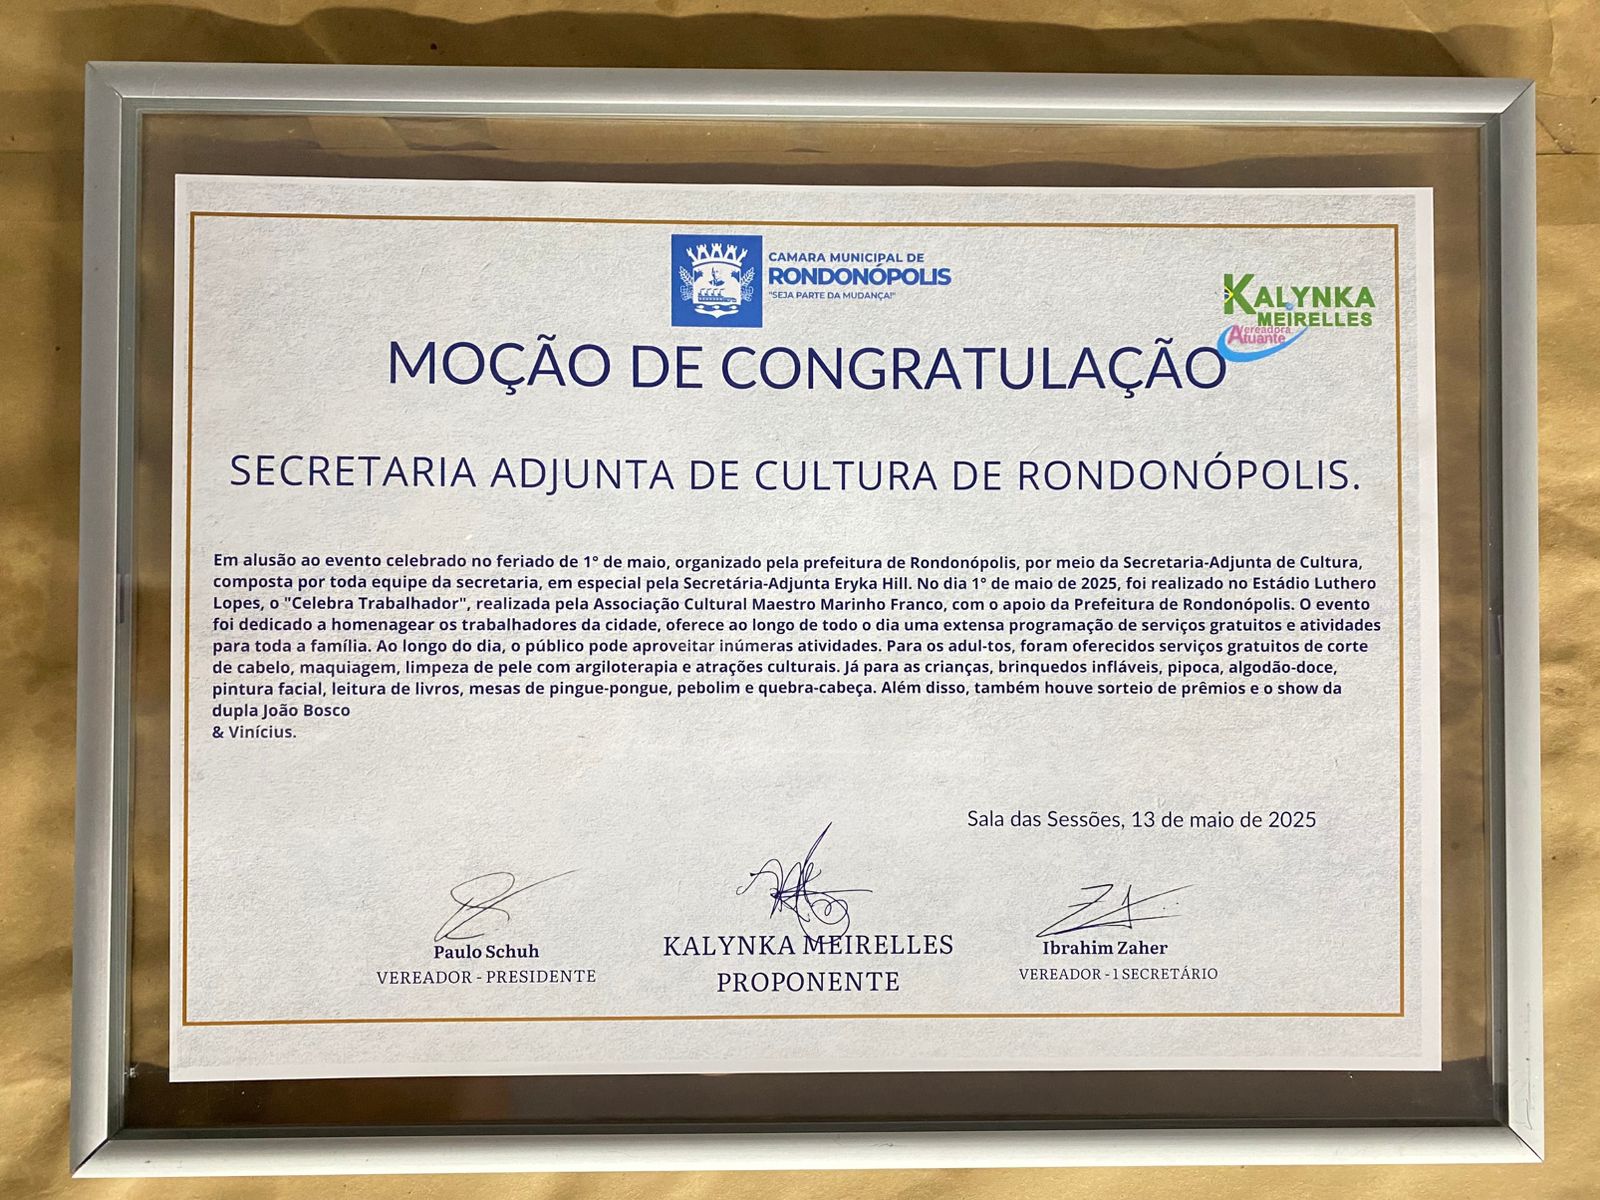 CAMARA MUNICIPAL DE
RONDONÓPOLIS
"SEJA PARTE DA MUDANÇA!"
KALYNKA
MEIRELLES
Vereadora
Atuante
MOÇÃO DE CONGRATULAÇÃO
SECRETARIA ADJUNTA DE CULTURA DE RONDONÓPOLIS.
Em alusão ao evento celebrado no feriado de 1º de maio, organizado pela prefeitura de Rondonópolis, por meio da Secretaria-Adjunta de Cultura,
composta por toda equipe da secretaria, em especial pela Secretária-Adjunta Eryka Hill. No dia 1º de maio de 2025, foi realizado no Estádio Luthero
Lopes, o "Celebra Trabalhador", realizada pela Associação Cultural Maestro Marinho Franco, com o apoio da Prefeitura de Rondonópolis. O evento
foi dedicado a homenagear os trabalhadores da cidade, oferece ao longo de todo o dia uma extensa programação de serviços gratuitos e atividades
para toda a família. Ao longo do dia, o público pode aproveitar inúmeras atividades. Para os adul-tos, foram oferecidos serviços gratuitos de corte
de cabelo, maquiagem, limpeza de pele com argiloterapia e atrações culturais. Já para as crianças, brinquedos infláveis, pipoca, algodão-doce,
pintura facial, leitura de livros, mesas de pingue-pongue, pebolim e quebra-cabeça. Além disso, também houve sorteio de prêmios e o show da
dupla João Bosco
& Vinícius.
Sala das Sessões, 13 de maio de 2025
Paulo Schuh
VEREADOR - PRESIDENTE
KALYNKA MEIRELLES
PROPONENTE
Ibrahim Zaher
VEREADOR - 1 SECRETÁRIO